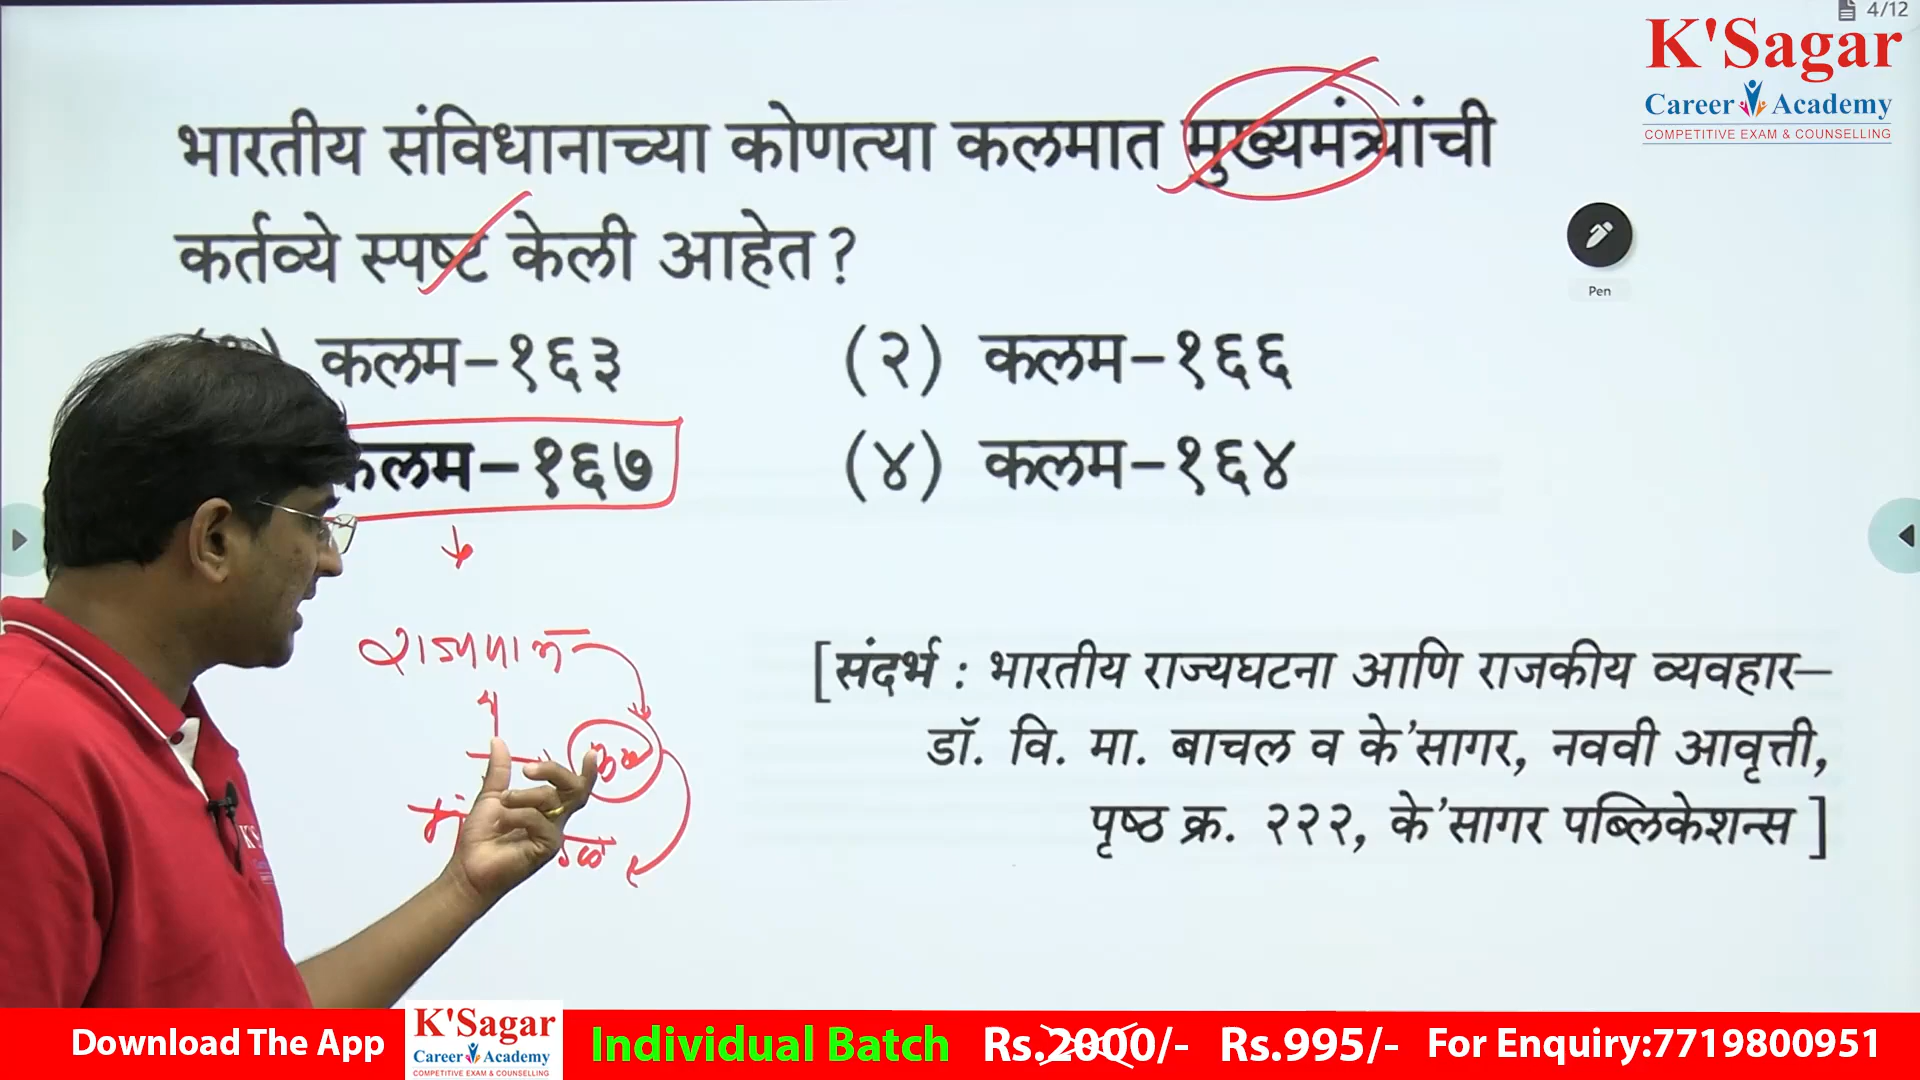 4/12
K'Sagar
Career Academy
COMPETITIVE EXAM & COUNSELLING
भारतीय संविधानाच्या कोणत्या कलमात मुख्यमंत्र्यांची
कर्तव्ये स्पष्ट केली आहेत?
Pen
कलम-१६३ (२) कलम-१६६
कलम-१६७ (४) कलम-१६४
राज्यपाल
[संदर्भ : भारतीय राज्यघटना आणि राजकीय व्यवहार–
डॉ. वि. मा. बाचल व के'सागर, नववी आवृत्ती,
पृष्ठ क्र. २२२, के'सागर पब्लिकेशन्स]
K'S
Download The App K'Sagar Career Academy COMPETITIVE EXAM & COUNSELLING Individual Batch Rs.2000/- Rs.995/- For Enquiry:7719800951